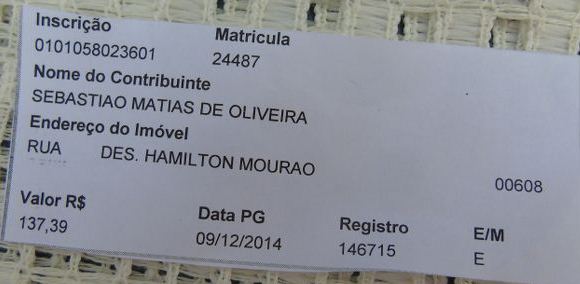 Inscrição Matricula
0101058023601 24487
Nome do Contribuinte
SEBASTIAO MATIAS DE OLIVEIRA
Endereço do Imóvel
RUA DES. HAMILTON MOURAO 00608
Valor R$ Data PG Registro E/M
137,39 09/12/2014 146715 E